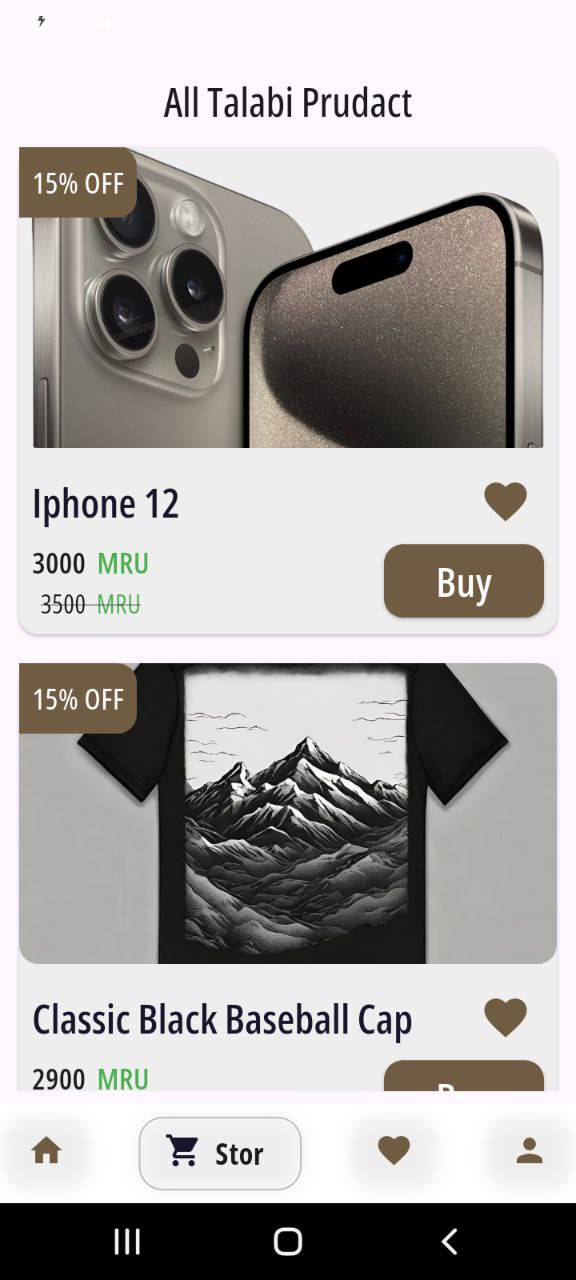 All Talabi Prudact
15% OFF
Iphone 12
3000 MRU
3500 MRU
Buy
15% OFF
Classic Black Baseball Cap
2900 MRU
Stor